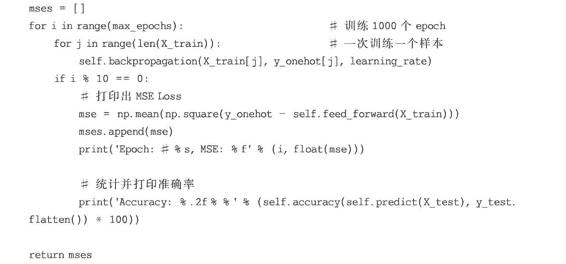 mses = []
for i in range(max_epochs): # 训练 1000 个 epoch
for j in range(len(X_train)): # 一次训练一个样本
self.backpropagation(X_train[j], y_onehot[j], learning_rate)
if i % 10 == 0:
# 打印出 MSE Loss
mse = np.mean(np.square(y_onehot - self.feed_forward(X_train)))
mses.append(mse)
print('Epoch: # %s, MSE: %f' % (i, float(mse)))
# 统计并打印准确率
print('Accuracy: %.2f % %' % (self.accuracy(self.predict(X_test), y_test.
flatten()) * 100))
return mses